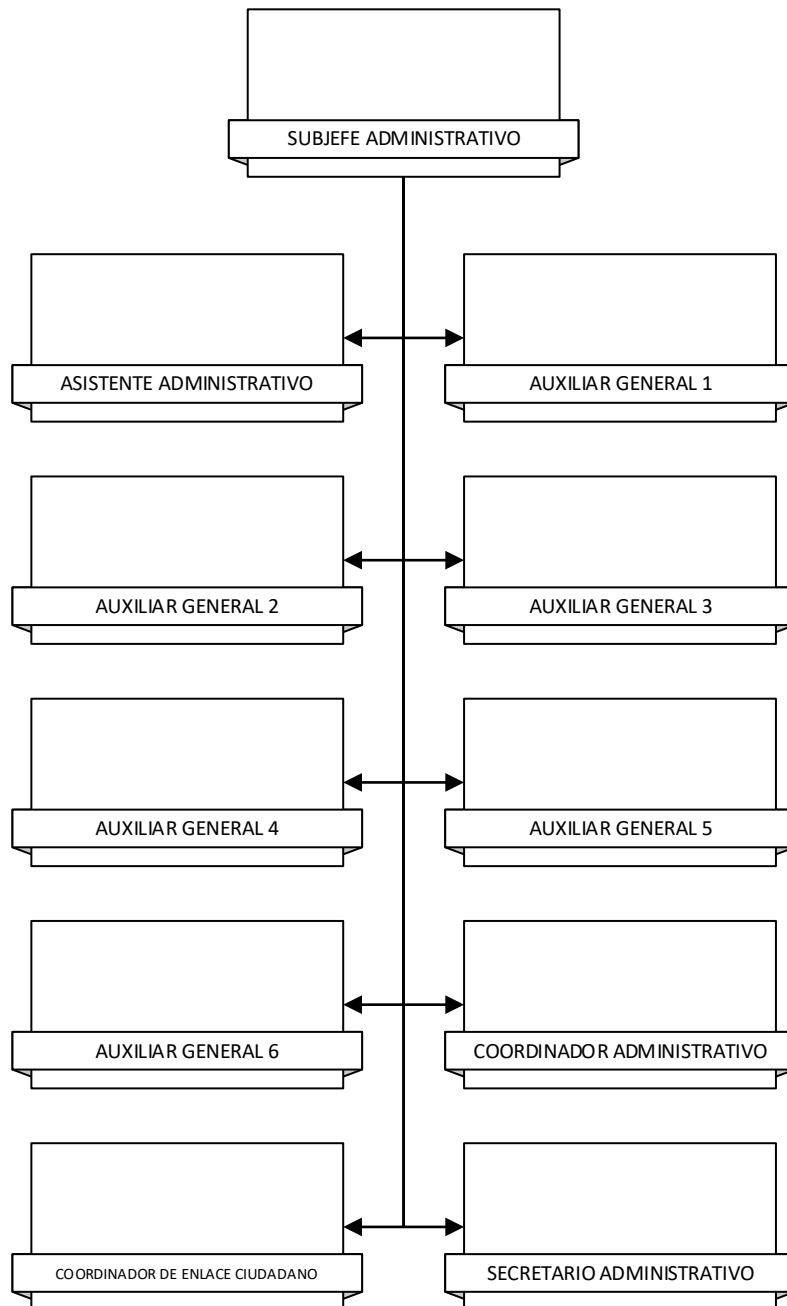 SUBJEFE ADMINISTRATIVO
ASISTENTE ADMINISTRATIVO
AUXILIAR GENERAL 1
AUXILIAR GENERAL 2
AUXILIAR GENERAL 3
AUXILIAR GENERAL 4
AUXILIAR GENERAL 5
AUXILIAR GENERAL 6
COORDINADOR ADMINISTRATIVO
COORDINADOR DE ENLACE CIUDADANO
SECRETARIO ADMINISTRATIVO